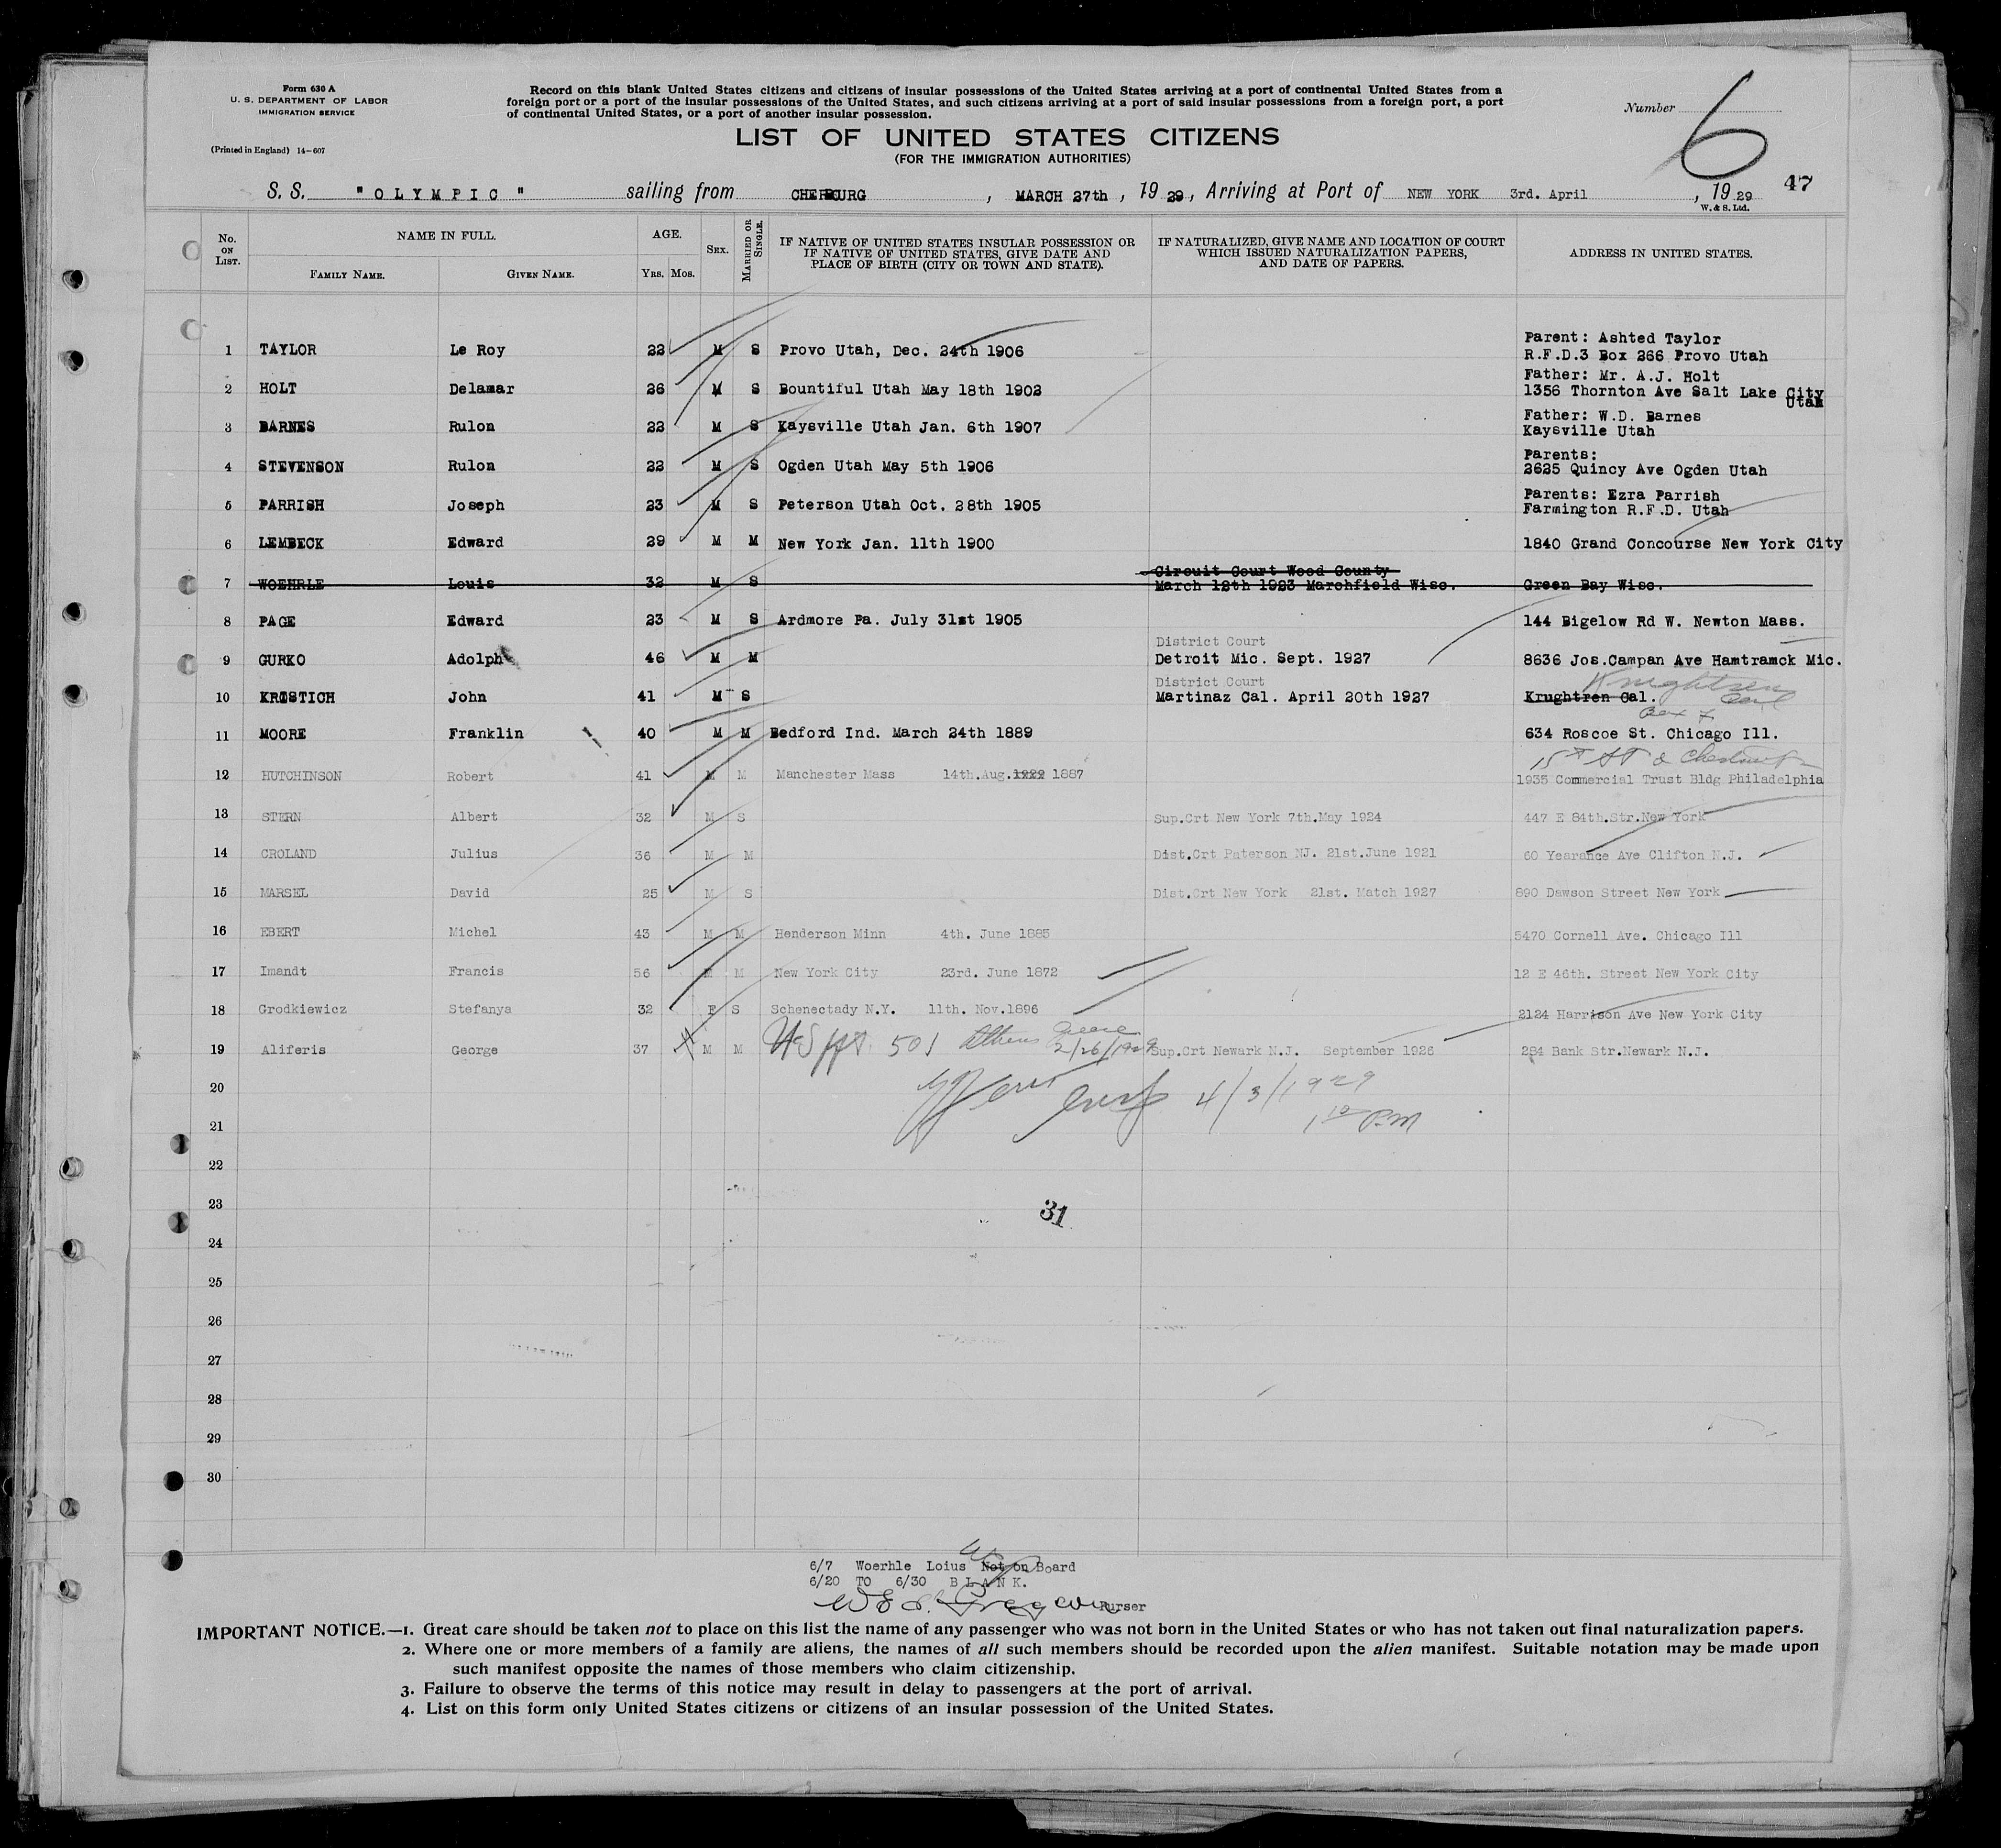 Form 630 A
U. S. DEPARTMENT OF LABOR
IMMIGRATION SERVICE
(Printed in England) 14—607
Record on this blank United States citizens and citizens of insular possessions of the United States arriving at a port of continental United States from a
foreign port or a port of the insular possessions of the United States, and such citizens arriving at a port of said insular possessions from a foreign port, a port
of continental United States, or a port of another insular possession.
LIST OF UNITED STATES CITIZENS
(FOR THE IMMIGRATION AUTHORITIES)
Number 6
47
S. S. "OLYMPIC" sailing from CHERBOURG, MARCH 27th, 19 29, Arriving at Port of NEW YORK 3rd. April, 19 29
W. & S. Ltd.
No. ON LIST. NAME IN FULL. AGE. SEX. MARRIED OR SINGLE. IF NATIVE OF UNITED STATES INSULAR POSSESSION OR IF NATIVE OF UNITED STATES, GIVE DATE AND PLACE OF BIRTH (CITY OR TOWN AND STATE). IF NATURALIZED, GIVE NAME AND LOCATION OF COURT WHICH ISSUED NATURALIZATION PAPERS, AND DATE OF PAPERS. ADDRESS IN UNITED STATES.
FAMILY NAME. GIVEN NAME. YRS. MOS.
Parent: Ashted Taylor
1 TAYLOR Le Roy 22 M S Provo Utah, Dec. 24th 1906 R.F.D.3 Box 266 Provo Utah
Father: Mr. A.J. Holt
2 HOLT Delamar 26 M S Bountiful Utah May 18th 1902 1356 Thornton Ave Salt Lake City
Utah
Father: W.D. Barnes
3 BARNES Rulon 22 M S Kaysville Utah Jan. 6th 1907 Kaysville Utah
Parents:
4 STEVENSON Rulon 22 M S Ogden Utah May 5th 1906 2625 Quincy Ave Ogden Utah
Parents: Ezra Parrish
5 PARRISH Joseph 23 M S Peterson Utah Oct. 28th 1905 Farmington R.F.D. Utah
6 LEMBECK Edward 29 M M New York Jan. 11th 1900 1840 Grand Concourse New York City
Circuit Court Wood County
7 WOEHRLE Louis 32 M S March 12th 1923 Marchfield Wisc. Green Bay Wisc.
8 PAGE Edward 23 M S Ardmore Pa. July 31st 1905 144 Bigelow Rd W. Newton Mass.
District Court
9 GURKO Adolph 46 M M Detroit Mic. Sept. 1927 8636 Jos.Campan Ave Hamtramck Mic.
District Court
10 KRISTICH John 41 M S Martinaz Cal. April 20th 1927 Krughtren Cal.
Knightsen Cal
Box 7
11 MOORE Franklin 40 M M Bedford Ind. March 24th 1889 634 Roscoe St. Chicago Ill.
15th St & Chestnut
12 HUTCHINSON Robert 41 M M Manchester Mass 14th.Aug.1929 1887 1935 Commercial Trust Bldg Philadelphia
13 STERN Albert 32 M S Sup.Crt New York 7th.May 1924 447 E 84th.Str.New York
14 CROLAND Julius 36 M M Dist.Crt Paterson NJ. 21st.June 1921 60 Yearance Ave Clifton N.J.
15 MARSEL David 25 M S Dist.Crt New York 21st. Match 1927 890 Dawson Street New York
16 EBERT Michel 43 M M Henderson Minn 4th. June 1885 5470 Cornell Ave. Chicago Ill
17 Imandt Francis 56 M M New York City 23rd. June 1872 12 E 46th. Street New York City
18 Grodkiewicz Stefanya 32 F S Schenectady N.Y. 11th. Nov.1896 2124 Harrison Ave New York City
19 Aliferis George 37 M M US ppt 501 Athens Greece 2/26/1929 Sup.Crt Newark N.J. September 1926 284 Bank Str.Newark N.J.
20 4/3/1929
21 1 10 P.M
22
23 31
24
25
26
27
28
29
30
6/7 Woerhle Loius Not on Board
6/20 TO 6/30 BLANK.
Purser
IMPORTANT NOTICE.—1. Great care should be taken not to place on this list the name of any passenger who was not born in the United States or who has not taken out final naturalization papers.
2. Where one or more members of a family are aliens, the names of all such members should be recorded upon the alien manifest. Suitable notation may be made upon
such manifest opposite the names of those members who claim citizenship.
3. Failure to observe the terms of this notice may result in delay to passengers at the port of arrival.
4. List on this form only United States citizens or citizens of an insular possession of the United States.